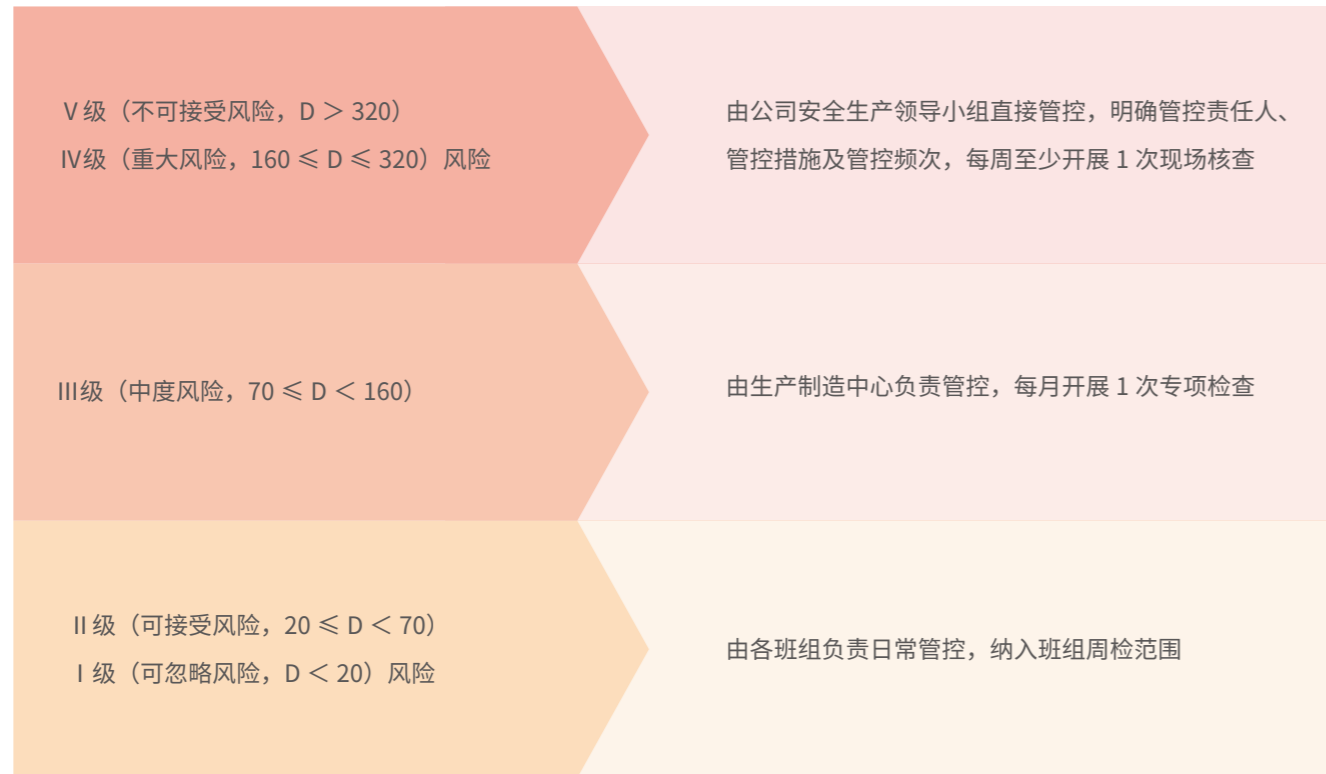 Ⅴ级（不可接受风险，D ＞ 320）
Ⅳ级（重大风险，160 ≤ D ≤ 320）风险
由公司安全生产领导小组直接管控，明确管控责任人、
管控措施及管控频次，每周至少开展 1 次现场核查
Ⅲ级（中度风险，70 ≤ D ＜ 160）
由生产制造中心负责管控，每月开展 1 次专项检查
Ⅱ级（可接受风险，20 ≤ D ＜ 70）
Ⅰ级（可忽略风险，D ＜ 20）风险
由各班组负责日常管控，纳入班组周检范围